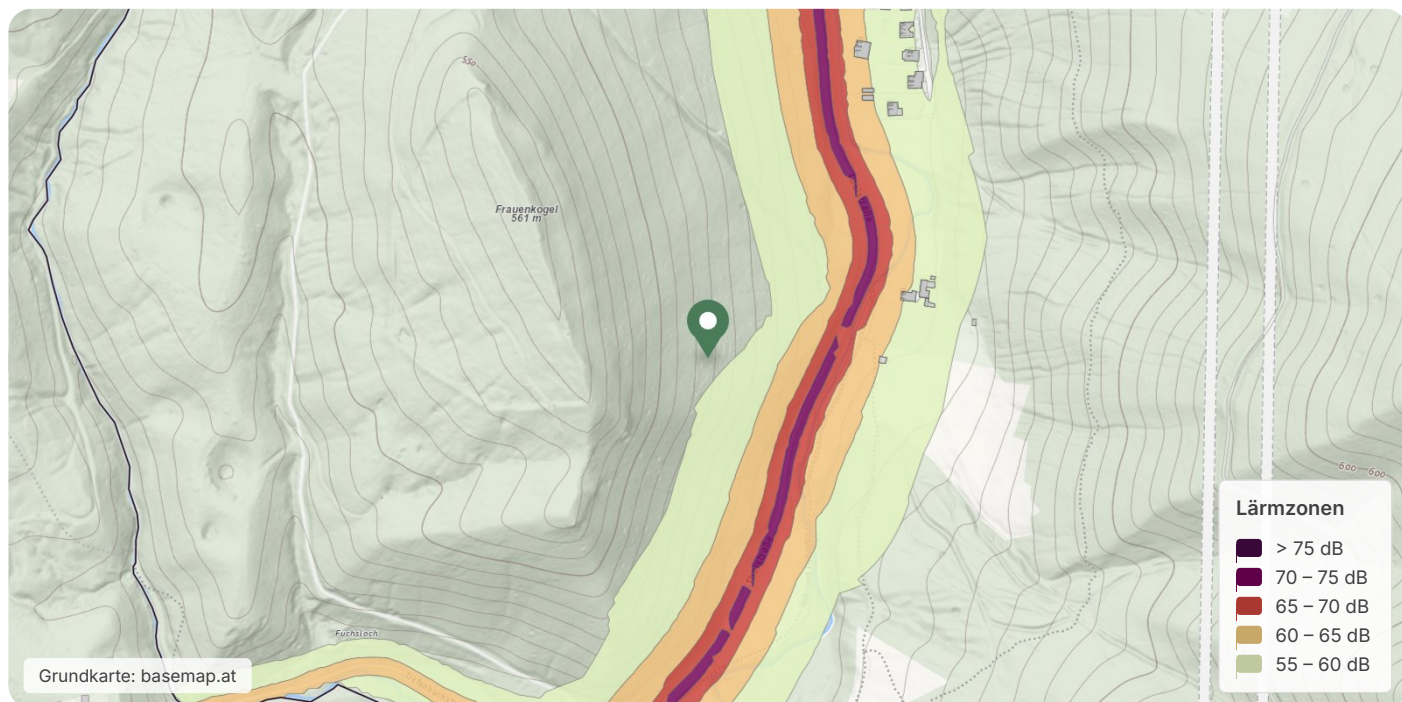 550
Frauenkogel
561 m
600
600
Lärmzonen
> 75 dB
70 – 75 dB
65 – 70 dB
60 – 65 dB
55 – 60 dB
Fuchsloch
Grundkarte: basemap.at